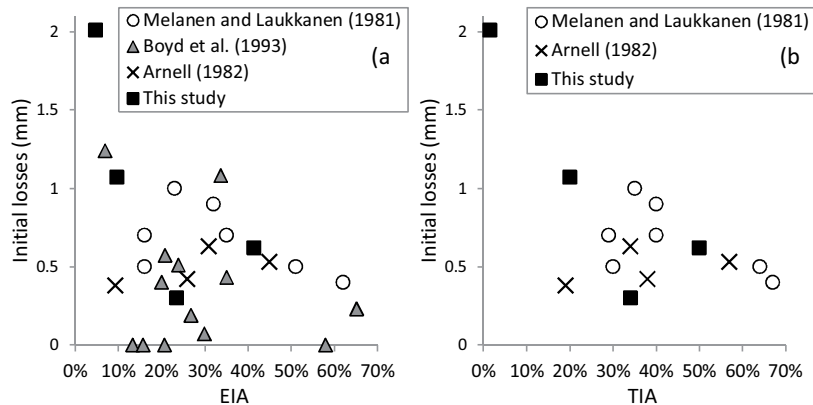 Melanen and Laukkanen (1981)
Boyd et al. (1993)
Arnell (1982)
This study
(a
Initial losses (mm)
2
1.5
1
0.5
0
0% 10% 20% 30% 40% 50% 60% 70%
EIA
Melanen and Laukkanen (1981)
Arnell (1982)
This study
(b
Initial losses (mm)
2
1.5
1
0.5
0
0% 10% 20% 30% 40% 50% 60% 70%
TIA